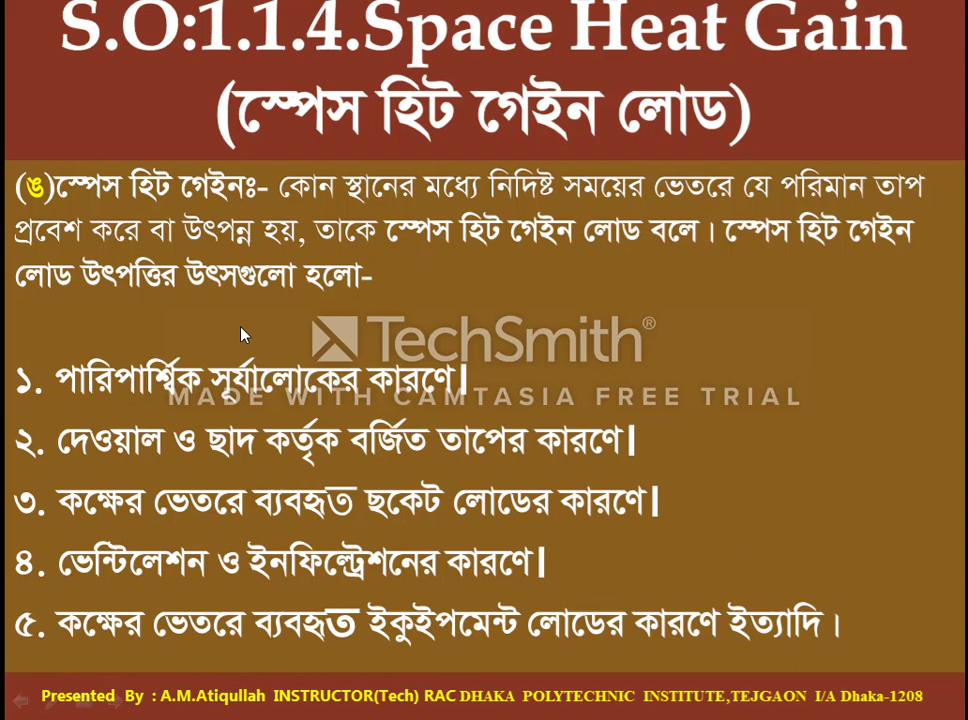 S.O:1.1.4.Space Heat Gain
(স্পেস হিট গেইন লোড)
(ঙ)স্পেস হিট গেইনঃ- কোন স্থানের মধ্যে নিদিষ্ট সময়ের ভেতরে যে পরিমান তাপ
প্রবেশ করে বা উৎপন্ন হয়, তাকে স্পেস হিট গেইন লোড বলে। স্পেস হিট গেইন
লোড উৎপত্তির উৎসগুলো হলো-
TechSmith®
১. পারিপার্শ্বিক সূর্যালোকের কারণে|
MADE WITH CAMTASIA FREE TRIAL
২. দেওয়াল ও ছাদ কর্তৃক বর্জিত তাপের কারণে|
৩. কক্ষের ভেতরে ব্যবহৃত ছকেট লোডের কারণে|
৪. ভেন্টিলেশন ও ইনফিল্ট্রেশনের কারণে|
৫. কক্ষের ভেতরে ব্যবহৃত ইকুইপমেন্ট লোডের কারণে ইত্যাদি।
Presented By : A.M.Atiqullah INSTRUCTOR(Tech) RAC DHAKA POLYTECHNIC INSTITUTE,TEJGAON I/A Dhaka-1208